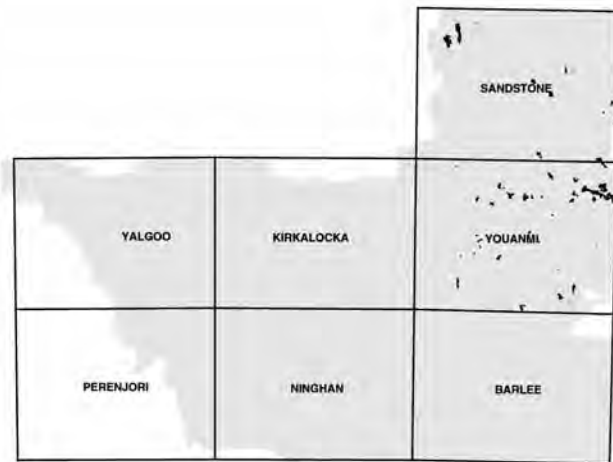 SANDSTONE
YALGOO
KIRKALOCKA
YOUANMI
PERENJORI
NINGHAN
BARLEE